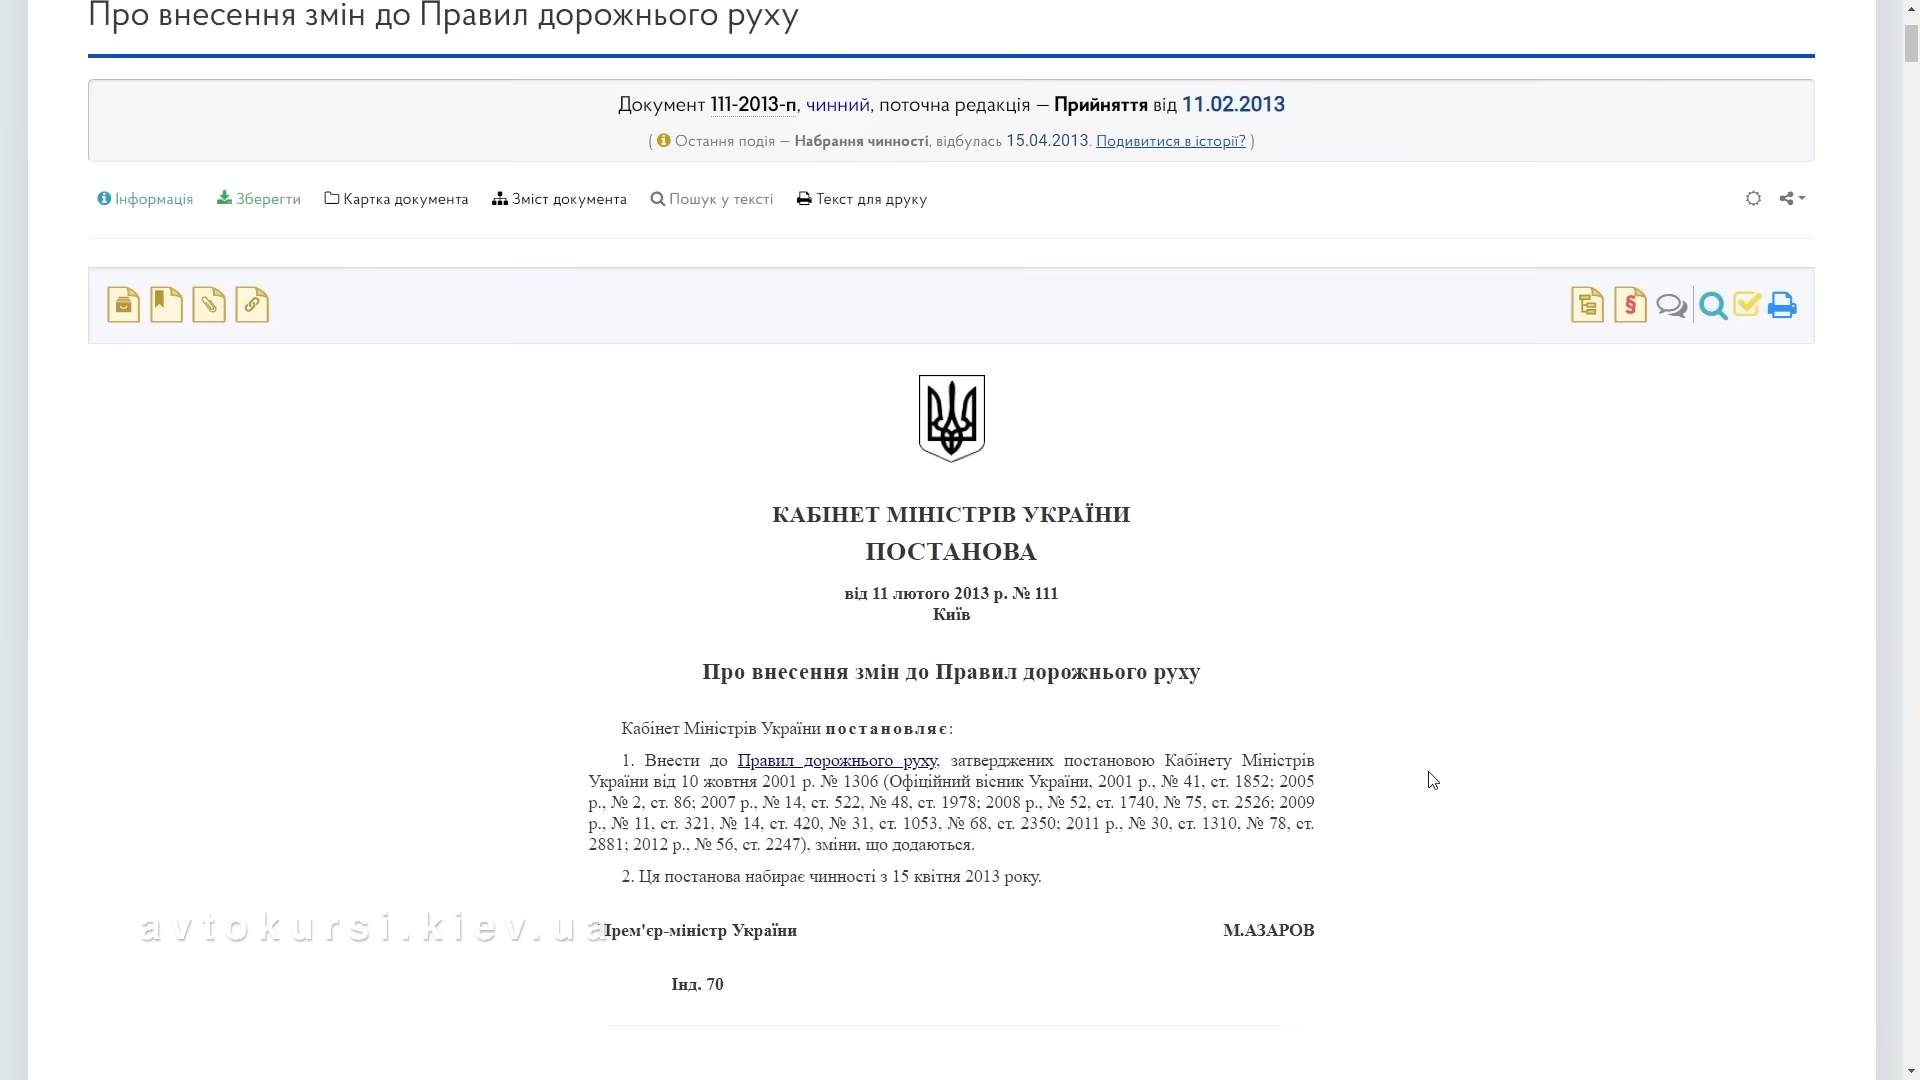 Про внесення змін до Правил дорожнього руху
Документ 111-2013-п, чинний, поточна редакція — Прийняття від 11.02.2013
( Остання подія — Набрання чинності, відбулась 15.04.2013. Подивитися в історії? )
Інформація Зберегти Картка документа Зміст документа Пошук у тексті Текст для друку
КАБІНЕТ МІНІСТРІВ УКРАЇНИ
ПОСТАНОВА
від 11 лютого 2013 р. № 111
Київ
Про внесення змін до Правил дорожнього руху
Кабінет Міністрів України постановляє:
1. Внести до Правил дорожнього руху, затверджених постановою Кабінету Міністрів
України від 10 жовтня 2001 р. № 1306 (Офіційний вісник України, 2001 р., № 41, ст. 1852; 2005
р., № 2, ст. 86; 2007 р., № 14, ст. 522, № 48, ст. 1978; 2008 р., № 52, ст. 1740, № 75, ст. 2526; 2009
р., № 11, ст. 321, № 14, ст. 420, № 31, ст. 1053, № 68, ст. 2350; 2011 р., № 30, ст. 1310, № 78, ст.
2881; 2012 р., № 56, ст. 2247), зміни, що додаються.
2. Ця постанова набирає чинності з 15 квітня 2013 року.
avtokursi.kiev.ua
Прем'єр-міністр України М.АЗАРОВ
Інд. 70